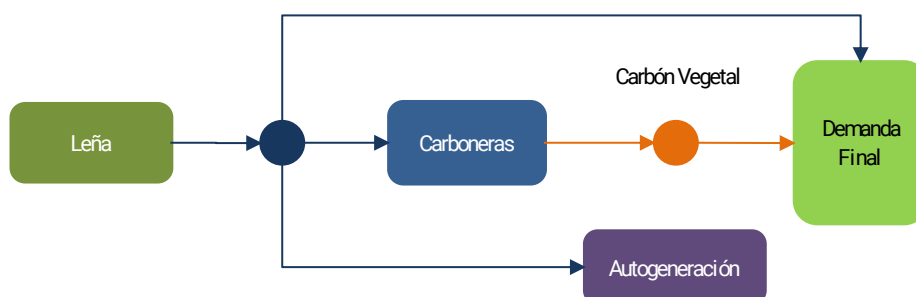 Carbón Vegetal
Leña
Carboneras
Demanda
Final
Autogeneración